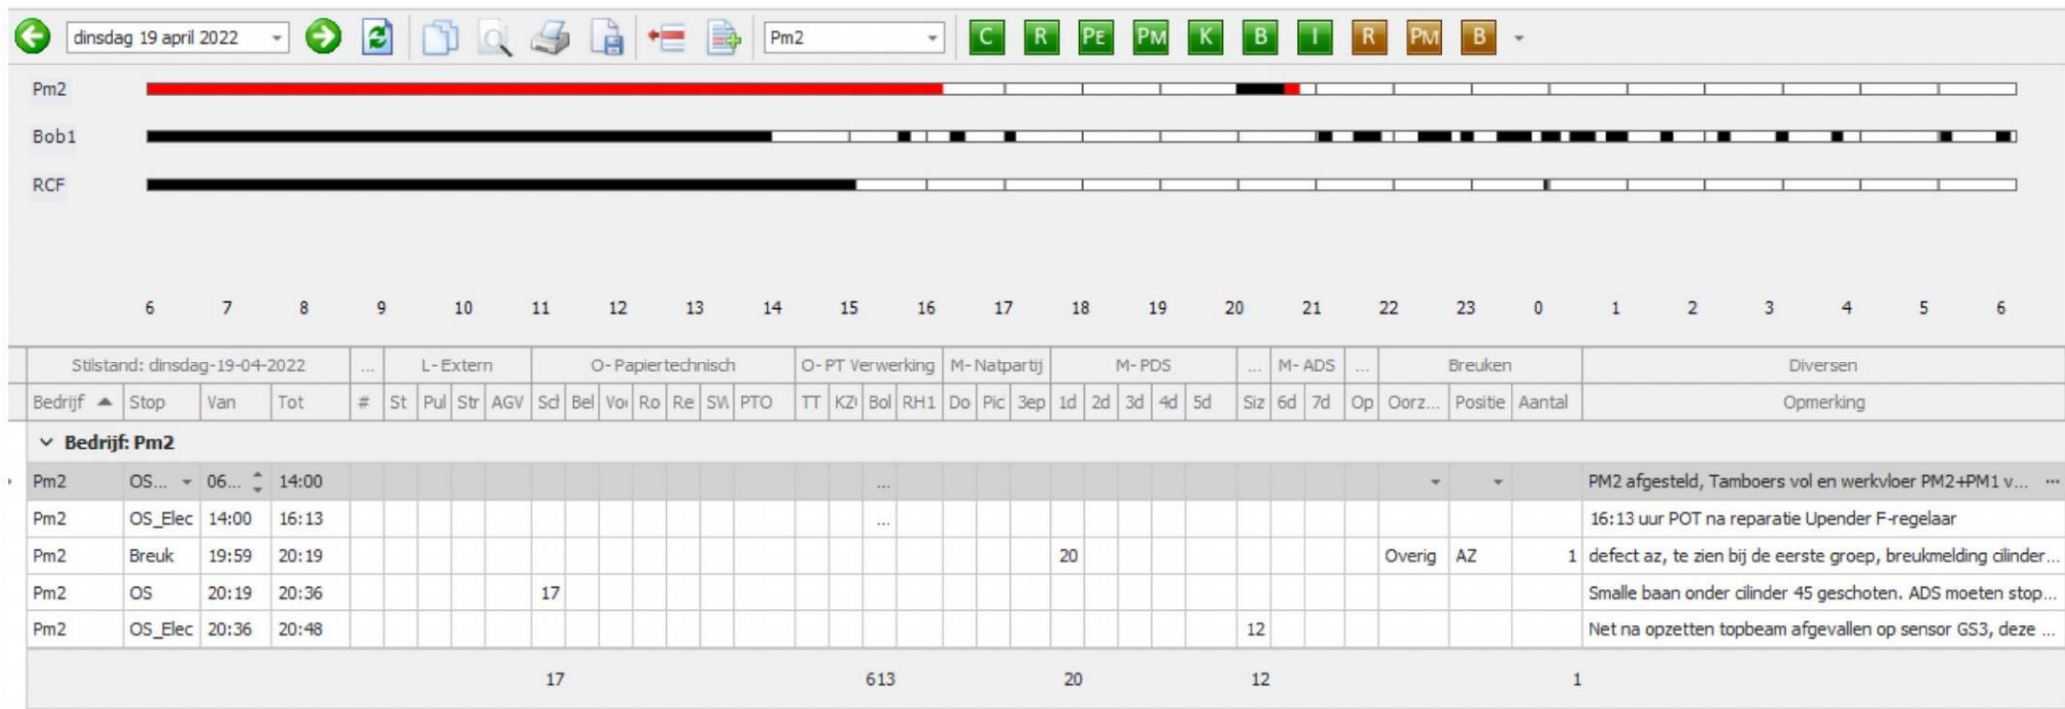 dinsdag 19 april 2022 Pm2 C R PE PM K B I R PM B
Pm2
Bob1
RCF
6 7 8 9 10 11 12 13 14 15 16 17 18 19 20 21 22 23 0 1 2 3 4 5 6
Stilstand: dinsdag-19-04-2022 ... L- Extern O- Papiertechnisch O- PT Verwerking M- Natpartij M- PDS ... M- ADS ... Breuken Diversen
Bedrijf Stop Van Tot # St Pul Str AGV Scl Bel Vo Ro Re SW PTO TT KZ Bol RH1 Do Pic 3ep 1d 2d 3d 4d 5d Siz 6d 7d Op Oorz... Positie Aantal Opmerking
Bedrijf: Pm2
Pm2 OS... 06... 14:00 ... PM2 afgesteld, Tamboers vol en werkvloer PM2+PM1 v... ...
Pm2 OS_Elec 14:00 16:13 ... 16:13 uur POT na reparatie Upender F-regelaar
Pm2 Breuk 19:59 20:19 20 Overig AZ 1 defect az, te zien bij de eerste groep, breukmelding cilinder...
Pm2 OS 20:19 20:36 17 Smalle baan onder cilinder 45 geschoten. ADS moeten stop...
Pm2 OS_Elec 20:36 20:48 12 Net na opzetten topbeam afgevallen op sensor GS3, deze ...
17 613 20 12 1